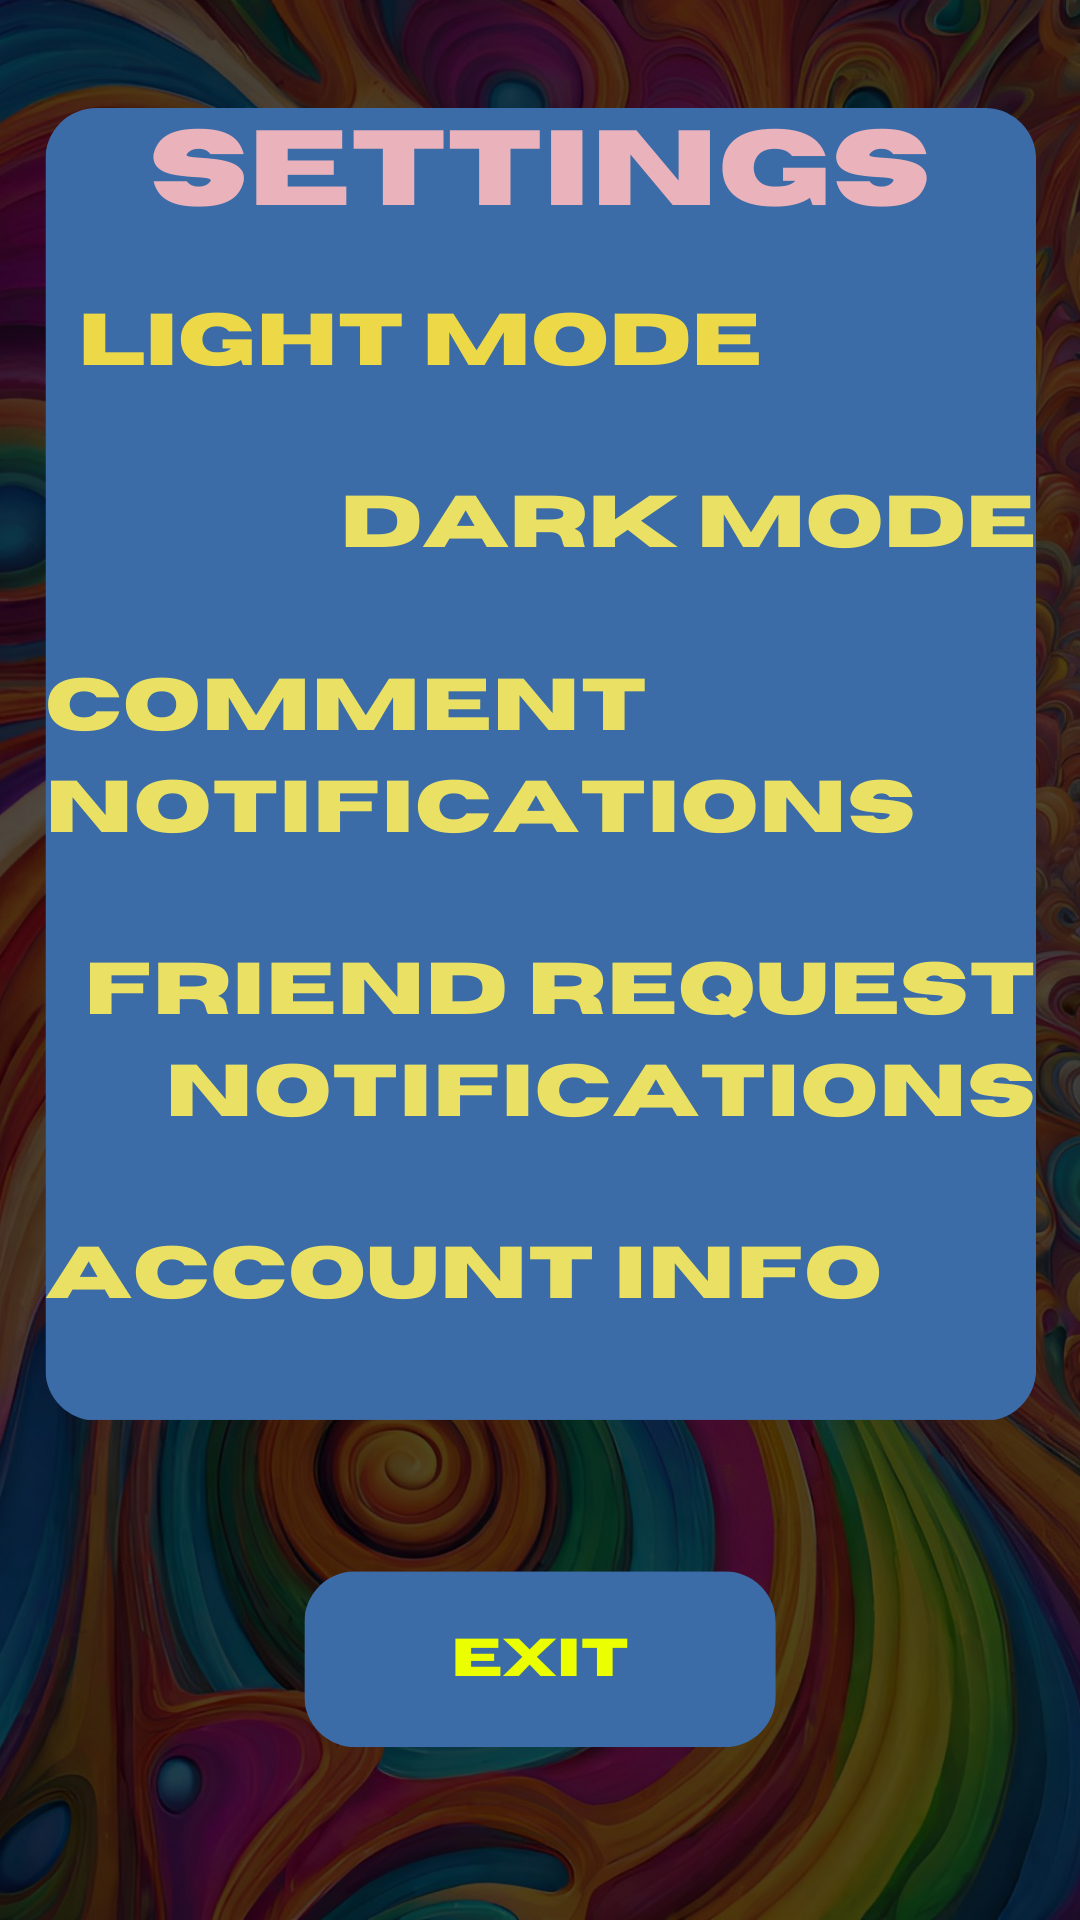 SETTINGS
LIGHT MODE
DARK MODE
COMMENT
NOTIFICATIONS
FRIEND REQUEST
NOTIFICATIONS
ACCOUNT INFO
EXIT